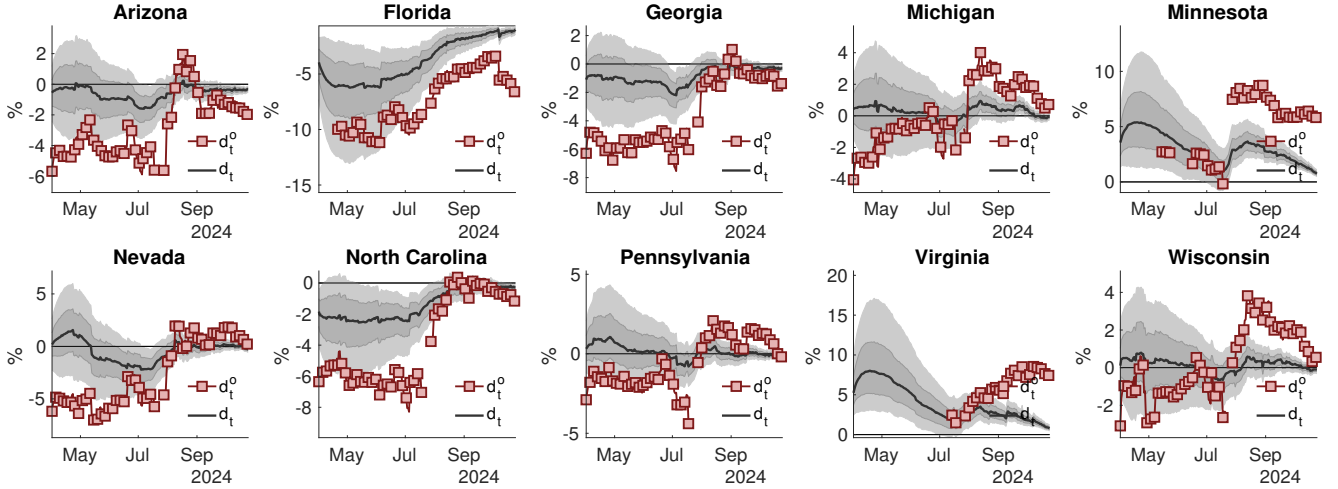 Arizona
Florida
Georgia
Michigan
Minnesota
%
2
0
-2
-4
-6
d_t^o
d_t
May
Jul
Sep
2024
-5
-10
-15
d_t^o
d_t
May
Jul
Sep
2024
%
2
0
-2
-4
-6
-8
d_t^o
d_t
May
Jul
Sep
2024
%
4
2
0
-2
-4
d_t^o
d_t
May
Jul
Sep
2024
%
10
5
0
d_t^o
d_t
May
Jul
Sep
2024
Nevada
North Carolina
Pennsylvania
Virginia
Wisconsin
%
5
0
-5
d_t^o
d_t
May
Jul
Sep
2024
%
0
-2
-4
-6
-8
d_t^o
d_t
May
Jul
Sep
2024
%
5
0
-5
d_t^o
d_t
May
Jul
Sep
2024
%
20
15
10
5
0
d_t^o
d_t
May
Jul
Sep
2024
%
4
2
0
-2
d_t^o
d_t
May
Jul
Sep
2024